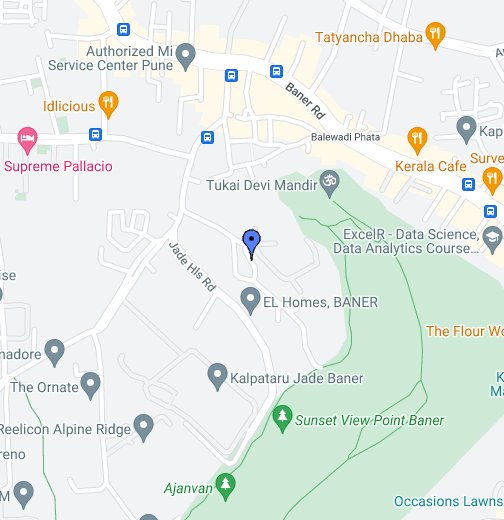 Tatyancha Dhaba
Authorized Mi
Service Center Pune
Idlicious
Baner Rd
Balewadi Phata
Kap
Supreme Pallacio
Kerala Cafe
Surve
Tukai Devi Mandir
ExcelR - Data Science,
Data Analytics Course...
Jade Hls Rd
ise
EL Homes, BANER
The Flour Wo
nadore
Kalpataru Jade Baner
K
Ma
The Ornate
Sunset View Point Baner
Reelicon Alpine Ridge
reno
Ajanvan
M
Occasions Lawns